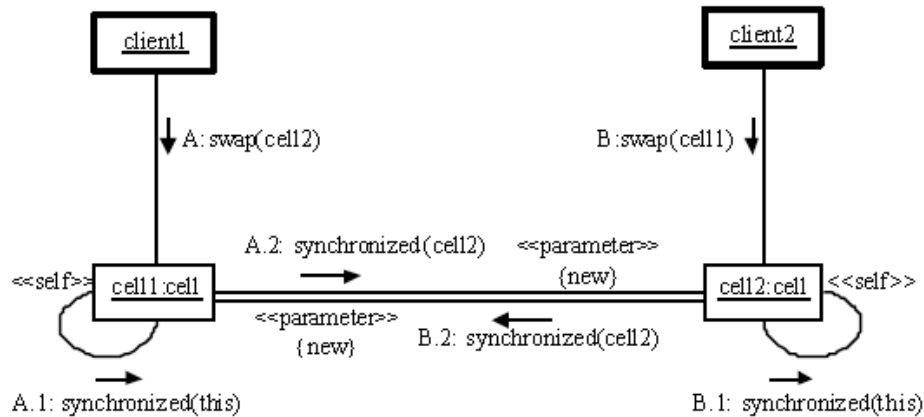 client1
client2
A:swap(cell2)
B:swap(cell1)
A.2: synchronized(cell2)
<<parameter>>
{new}
<<self>>
cell1:cell
cell2:cell
<<self>>
<<parameter>>
{new}
B.2: synchronized(cell2)
A.1: synchronized(this)
B.1: synchronized(this)